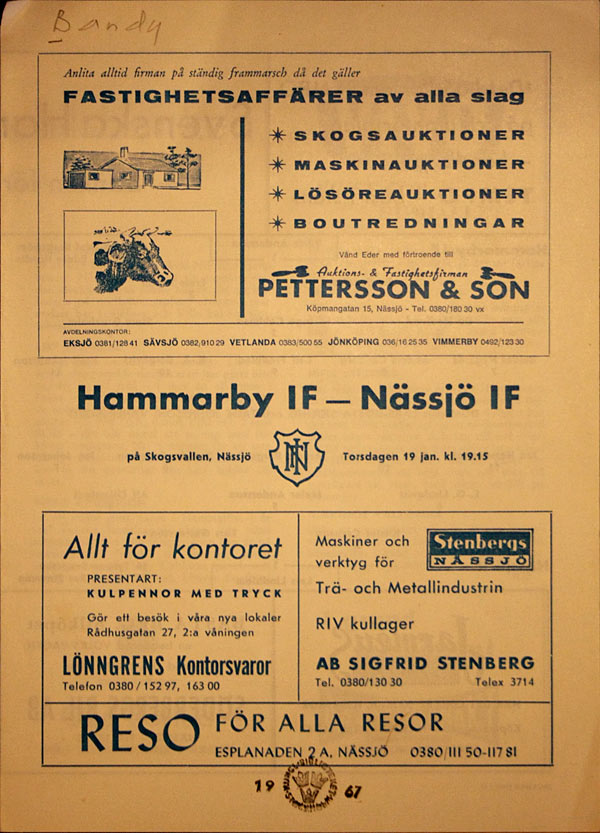 Bandy
Anlita alltid firman på ständig frammarsch då det gäller
FASTIGHETSAFFÄRER av alla slag
SKOGSAUKTIONER
MASKINAUKTIONER
LÖSÖREAUKTIONER
BOUTREDNINGAR
Vänd Eder med förtroende till
Auktions- & Fastighetsfirman
PETTERSSON & SON
Köpmangatan 15, Nässjö - Tel. 0380/180 30 vx
AVDELNINGSKONTOR:
EKSJÖ 0381/128 41 SÄVSJÖ 0382/910 29 VETLANDA 0383/500 55 JÖNKÖPING 036/16 25 35 VIMMERBY 0492/123 30
Hammarby IF – Nässjö IF
på Skogsvallen, Nässjö
NIF
Torsdagen 19 jan. kl. 19.15
Allt för kontoret
PRESENTART:
KULPENNOR MED TRYCK
Gör ett besök i våra nya lokaler
Rådhusgatan 27, 2:a våningen
LÖNNGRENS Kontorsvaror
Telefon 0380/152 97, 163 00
Maskiner och
verktyg för
Stenbergs
NÄSSJÖ
Trä- och Metallindustrin
RIV kullager
AB SIGFRID STENBERG
Tel. 0380/130 30 Telex 3714
RESO FÖR ALLA RESOR
ESPLANADEN 2 A, NÄSSJÖ 0380/111 50-117 81
19 67